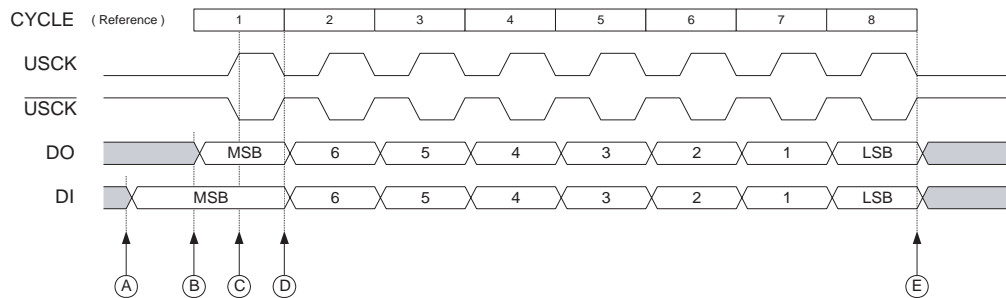 CYCLE ( Reference ) 1 2 3 4 5 6 7 8
USCK
USCK
DO MSB 6 5 4 3 2 1 LSB
DI MSB 6 5 4 3 2 1 LSB
A B C D E